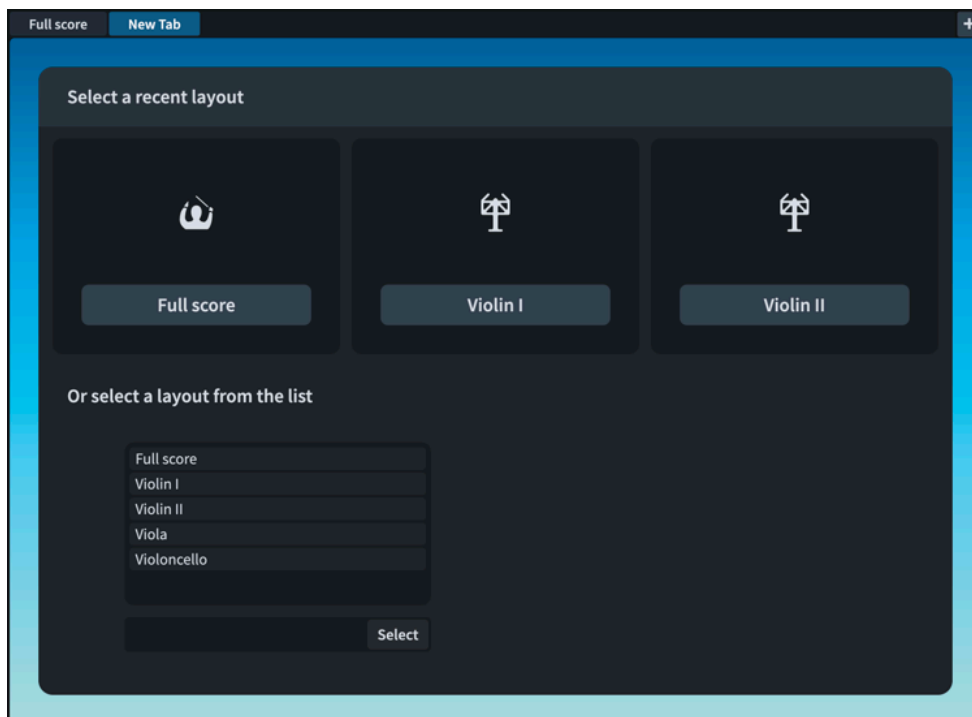 Full score New Tab +
Select a recent layout
Full score Violin I Violin II
Or select a layout from the list
Full score
Violin I
Violin II
Viola
Violoncello
Select